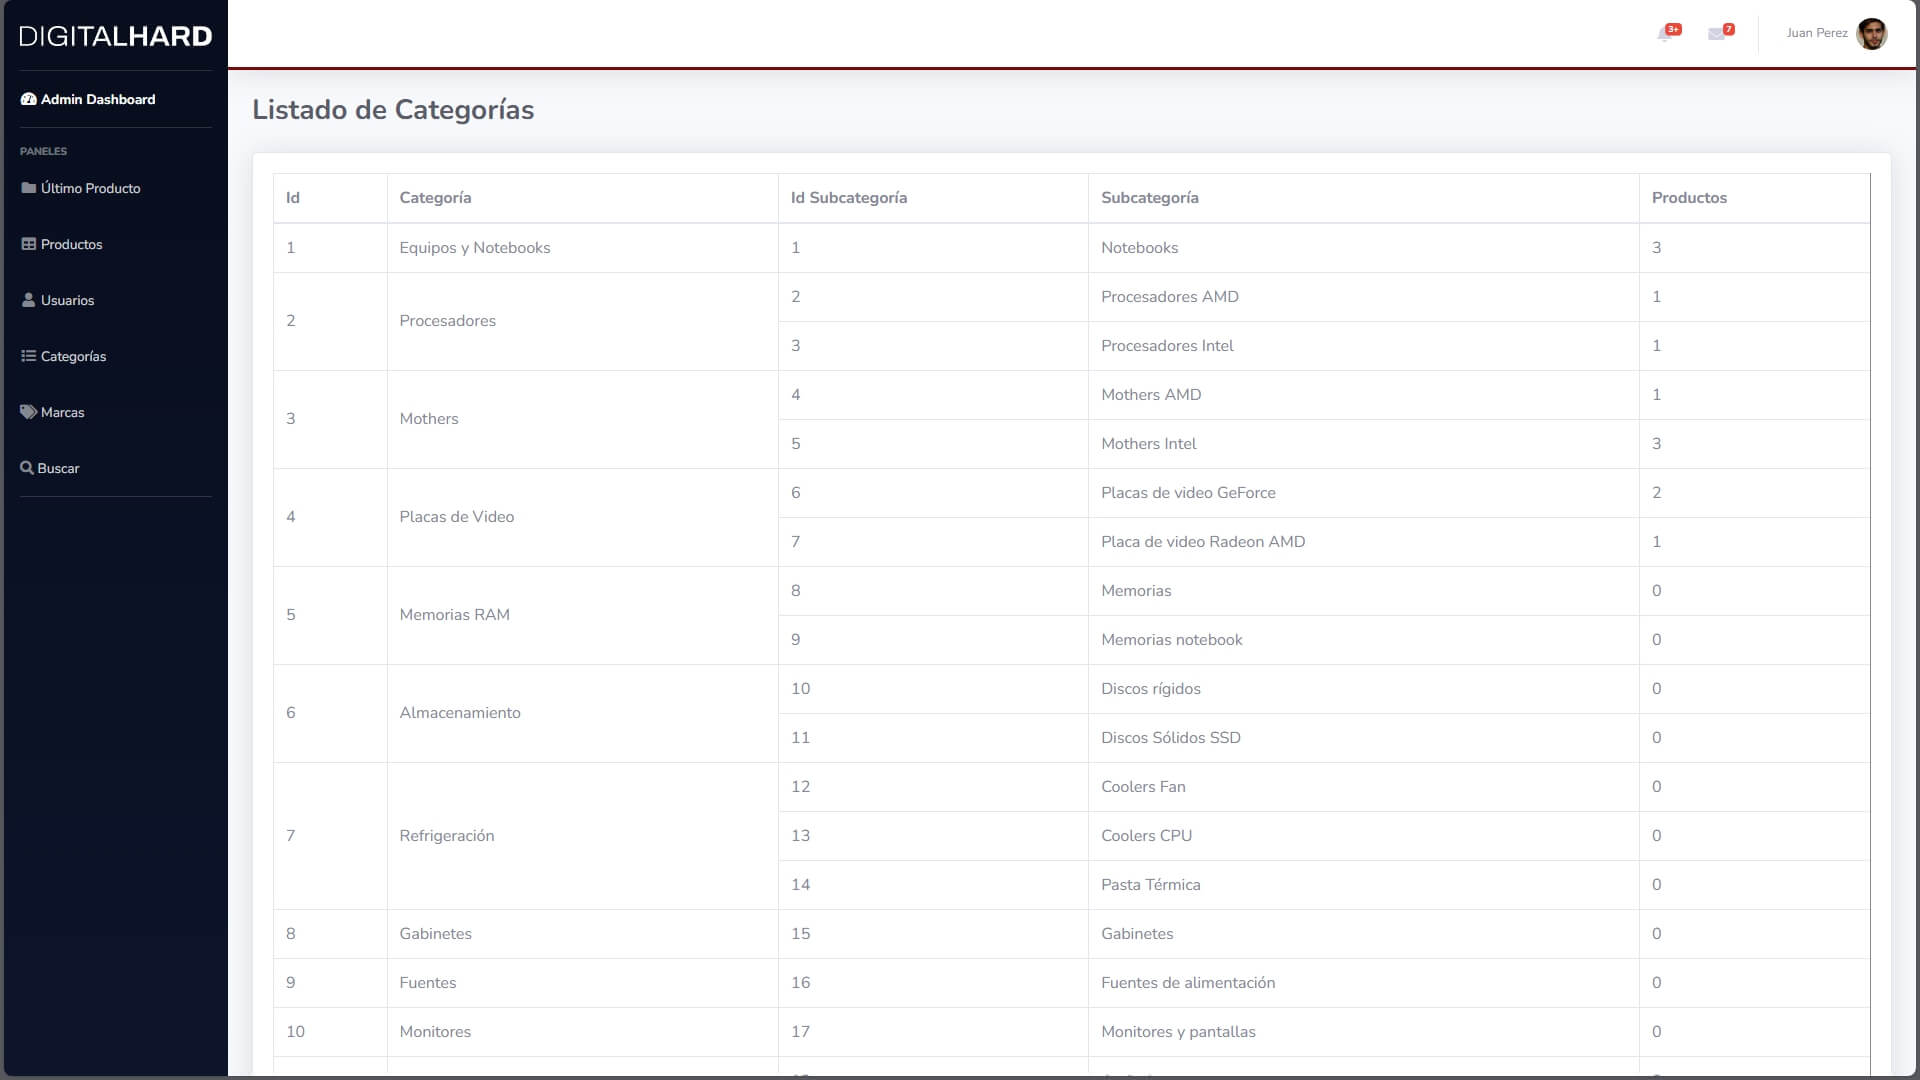 DIGITALHARD
3+
7
Juan Perez
Admin Dashboard
PANELES
Último Producto
Productos
Usuarios
Categorías
Marcas
Buscar
Listado de Categorías
Id Categoría Id Subcategoría Subcategoría Productos
1 Equipos y Notebooks 1 Notebooks 3
2 Procesadores 2 Procesadores AMD 1
3 Procesadores Intel 1
3 Mothers 4 Mothers AMD 1
5 Mothers Intel 3
4 Placas de Video 6 Placas de video GeForce 2
7 Placa de video Radeon AMD 1
5 Memorias RAM 8 Memorias 0
9 Memorias notebook 0
6 Almacenamiento 10 Discos rígidos 0
11 Discos Sólidos SSD 0
7 Refrigeración 12 Coolers Fan 0
13 Coolers CPU 0
14 Pasta Térmica 0
8 Gabinetes 15 Gabinetes 0
9 Fuentes 16 Fuentes de alimentación 0
10 Monitores 17 Monitores y pantallas 0